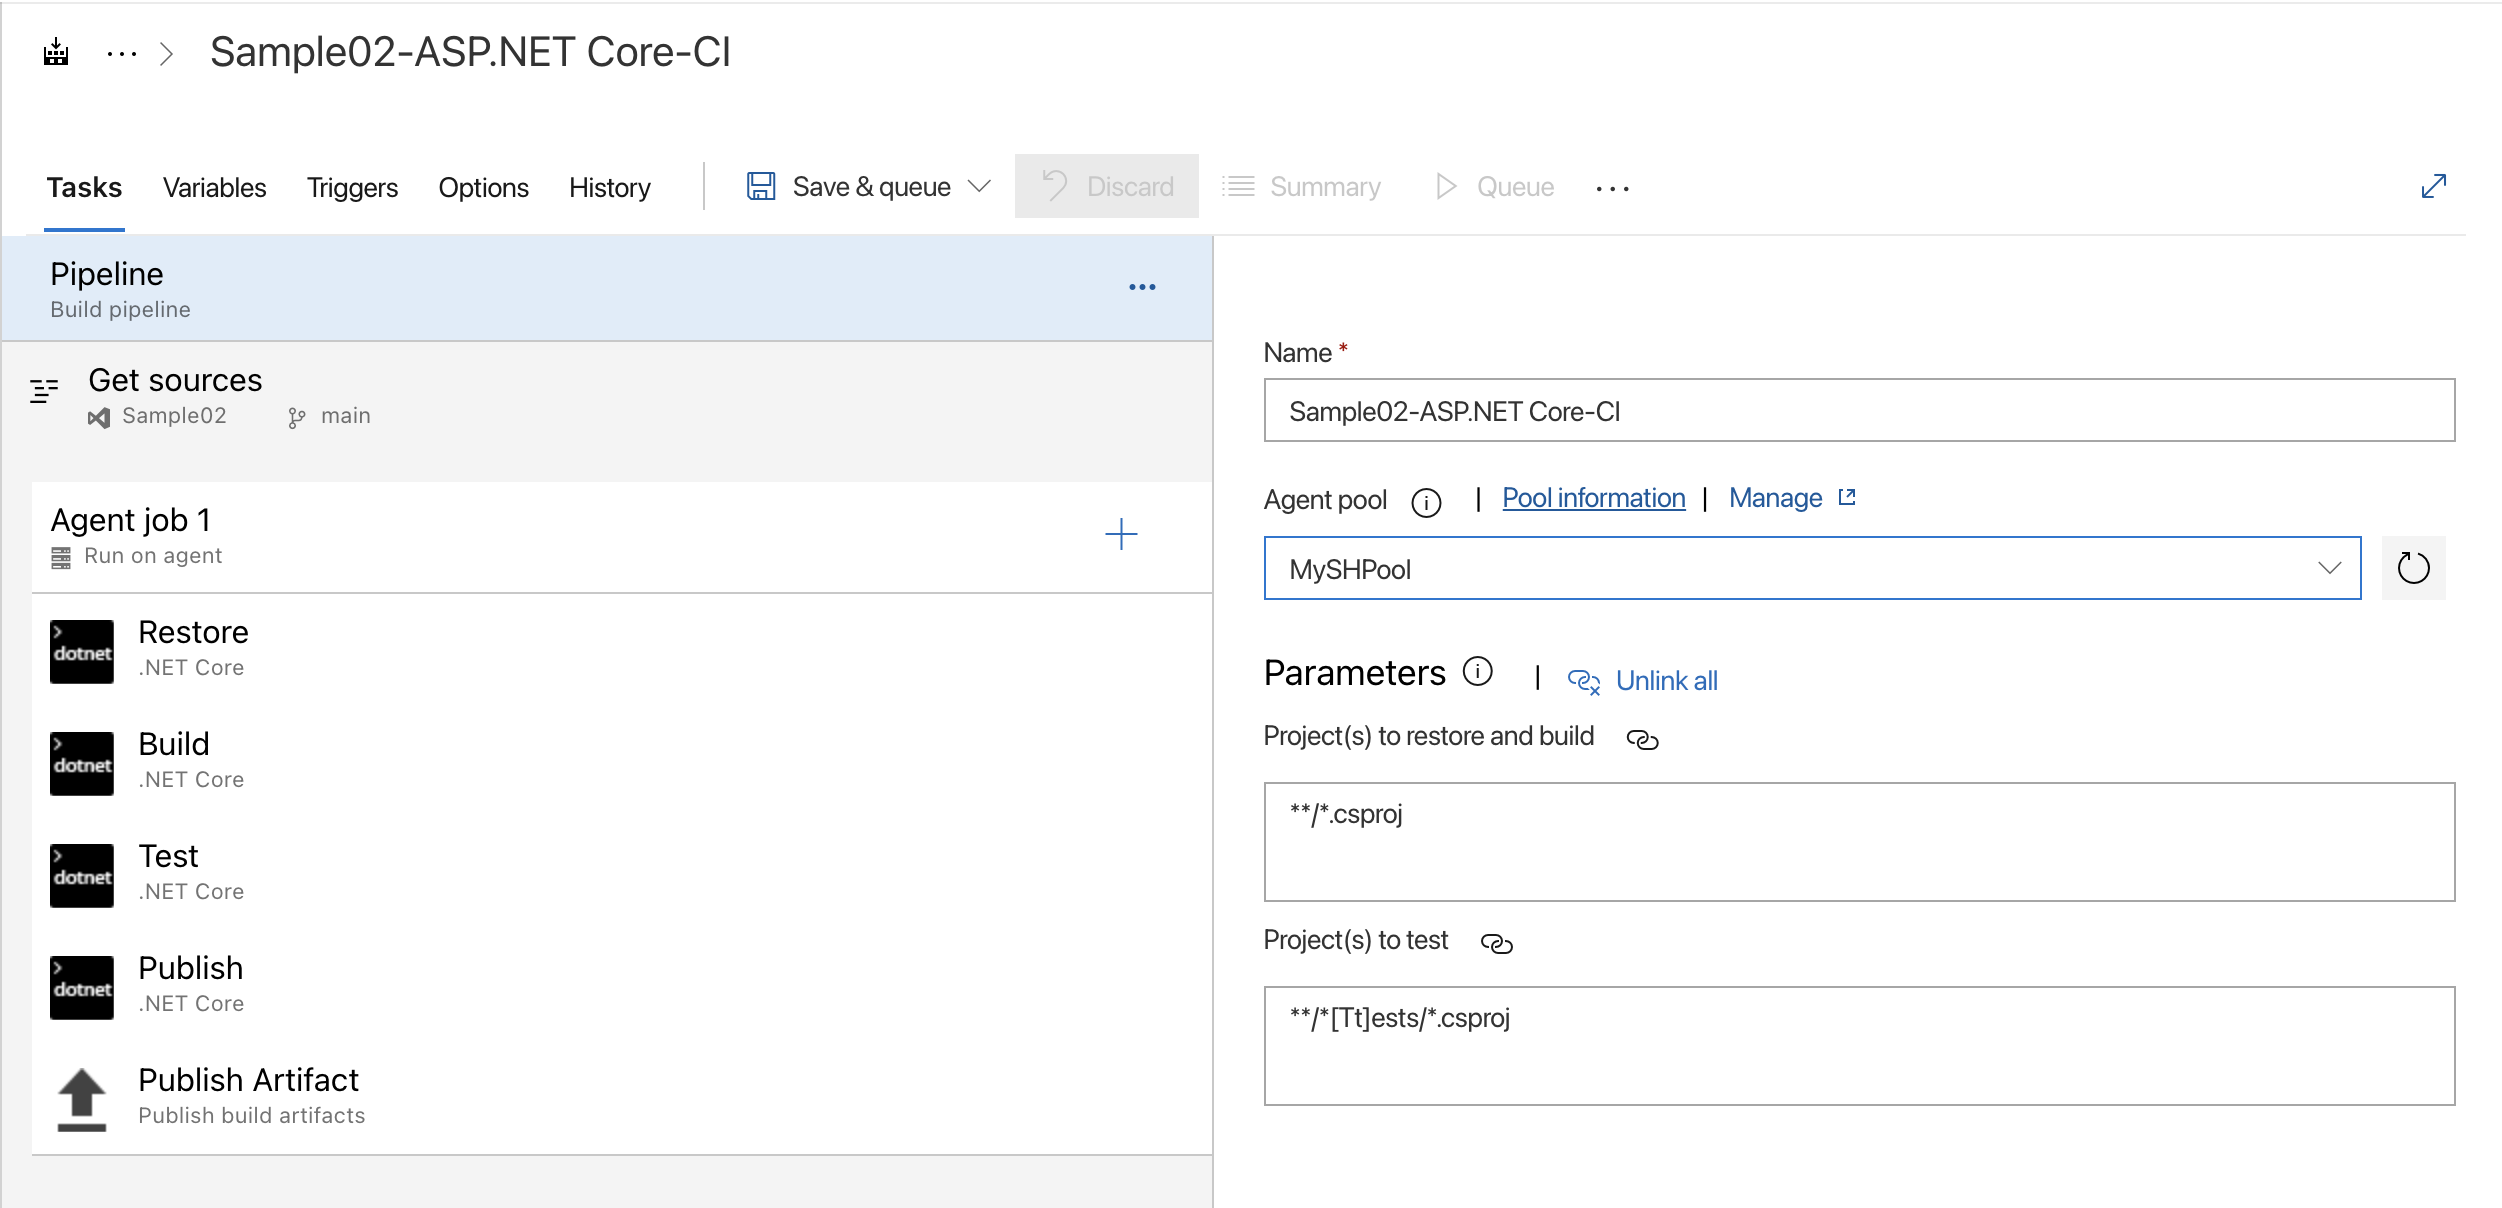 Sample02-ASP.NET Core-CI
Tasks Variables Triggers Options History Save & queue Discard Summary Queue
Pipeline
Build pipeline
Get sources
Sample02 main
Agent job 1
Run on agent
dotnet
Restore
.NET Core
dotnet
Build
.NET Core
dotnet
Test
.NET Core
dotnet
Publish
.NET Core
Publish Artifact
Publish build artifacts
Name *
Sample02-ASP.NET Core-CI
Agent pool | Pool information | Manage
MySHPool
Parameters | Unlink all
Project(s) to restore and build
**/*.csproj
Project(s) to test
**/*[Tt]ests/*.csproj